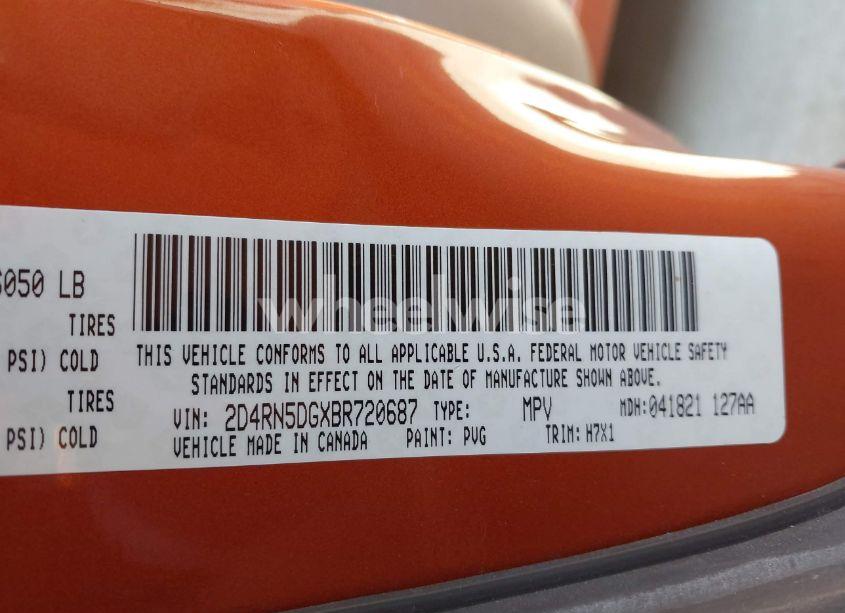 6050 LB
TIRES
PSI) COLD
PSI) COLD
THIS VEHICLE CONFORMS TO ALL APPLICABLE U.S.A. FEDERAL MOTOR VEHICLE SAFETY
STANDARDS IN EFFECT ON THE DATE OF MANUFACTURE SHOWN ABOVE.
VIN: 2D4RN5DGXBR720687 TYPE: MPV MDH:041821 127AA
VEHICLE MADE IN CANADA PAINT: PVG TRIM: H7X1
wheelwise